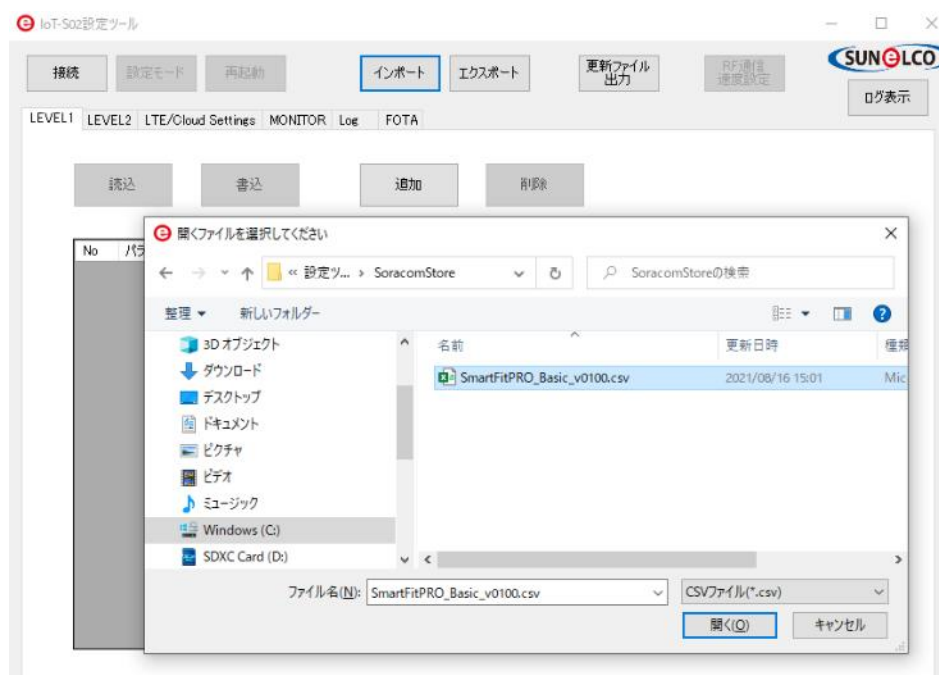 IoT-S02設定ツール
接続 設定モード 再起動 インポート エクスポート 更新ファイル出力 RF通信速度設定 SUNELCO
ログ表示
LEVEL1 LEVEL2 LTE/Cloud Settings MONITOR Log FOTA
読込 書込 追加 削除
No パラ
開くファイルを選択してください
« 設定ツ... › SoracomStore SoracomStoreの検索
整理 新しいフォルダー
名前 更新日時 種類
3D オブジェクト
SmartFitPRO_Basic_v0100.csv 2021/08/16 15:01 Mic
ダウンロード
デスクトップ
ドキュメント
ピクチャ
ビデオ
ミュージック
Windows (C:)
SDXC Card (D:)
ファイル名(N): SmartFitPRO_Basic_v0100.csv CSVファイル(*.csv)
開く(O) キャンセル